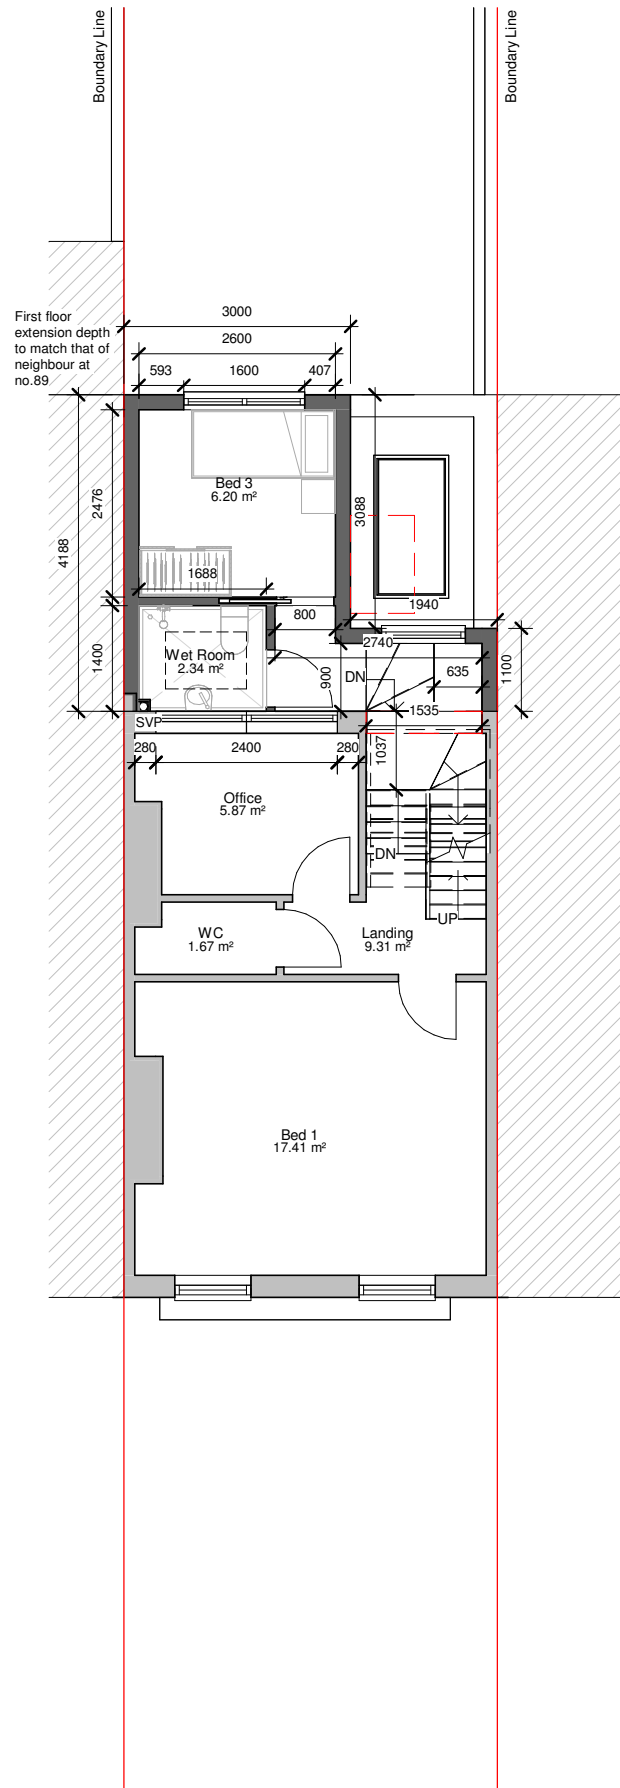 Boundary Line
Boundary Line
First floor
extension depth
to match that of
neighbour at
no.89
3000
2600
593
1600
407
2476
4188
3088
Bed 3
6.20 m²
1688
800
1940
1400
Wet Room
2.34 m²
2740
900
DN
635
1100
1535
SVP
280
2400
280
1037
Office
5.87 m²
DN
UP
WC
1.67 m²
Landing
9.31 m²
Bed 1
17.41 m²